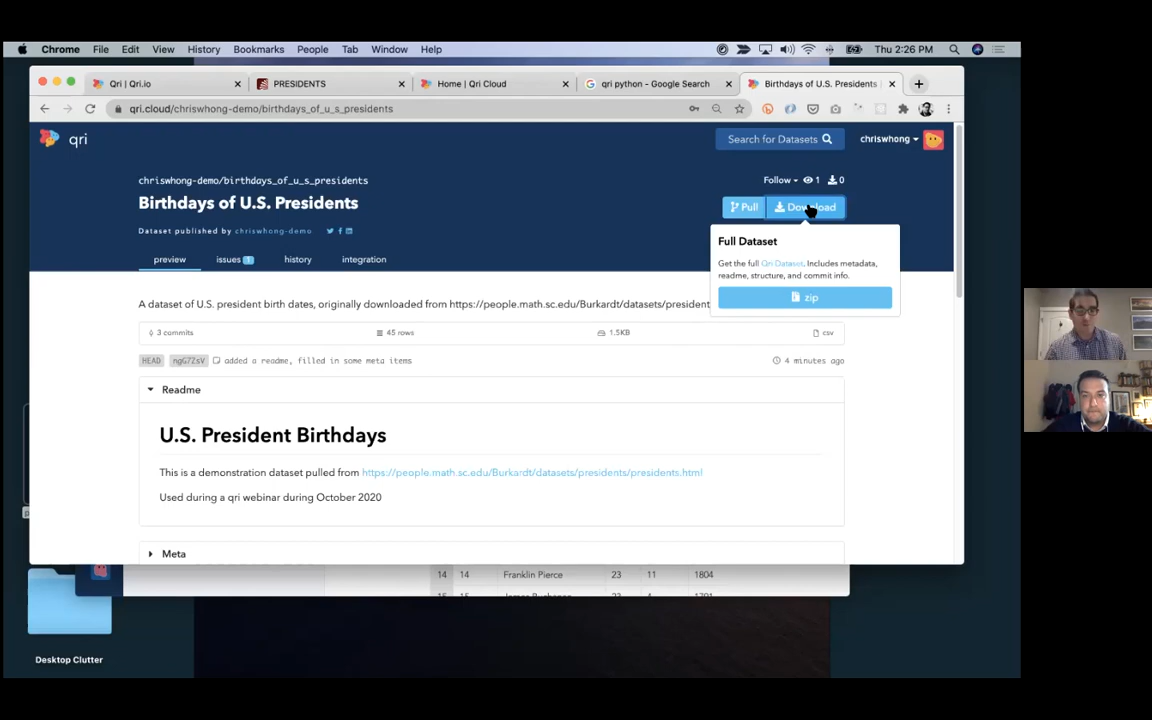 Chrome File Edit View History Bookmarks People Tab Window Help Thu 2:26 PM
Qri | Qri.io PRESIDENTS Home | Qri Cloud qri python - Google Search Birthdays of U.S. Presidents
qri.cloud/chriswhong-demo/birthdays_of_u_s_presidents
qri Search for Datasets chriswhong
chriswhong-demo/birthdays_of_u_s_presidents Follow 1 0
Birthdays of U.S. Presidents Pull Download
Dataset published by chriswhong-demo
preview issues 1 history integration
Full Dataset
Get the full Qri Dataset. Includes metadata,
readme, structure, and commit info.
zip
A dataset of U.S. president birth dates, originally downloaded from https://people.math.sc.edu/Burkardt/datasets/president
3 commits 45 rows 1.5KB csv
HEAD ngG7ZsV added a readme, filled in some meta items 4 minutes ago
Readme
U.S. President Birthdays
This is a demonstration dataset pulled from https://people.math.sc.edu/Burkardt/datasets/presidents/presidents.html
Used during a qri webinar during October 2020
Meta
14 14 Franklin Pierce 23 11 1804
Desktop Clutter